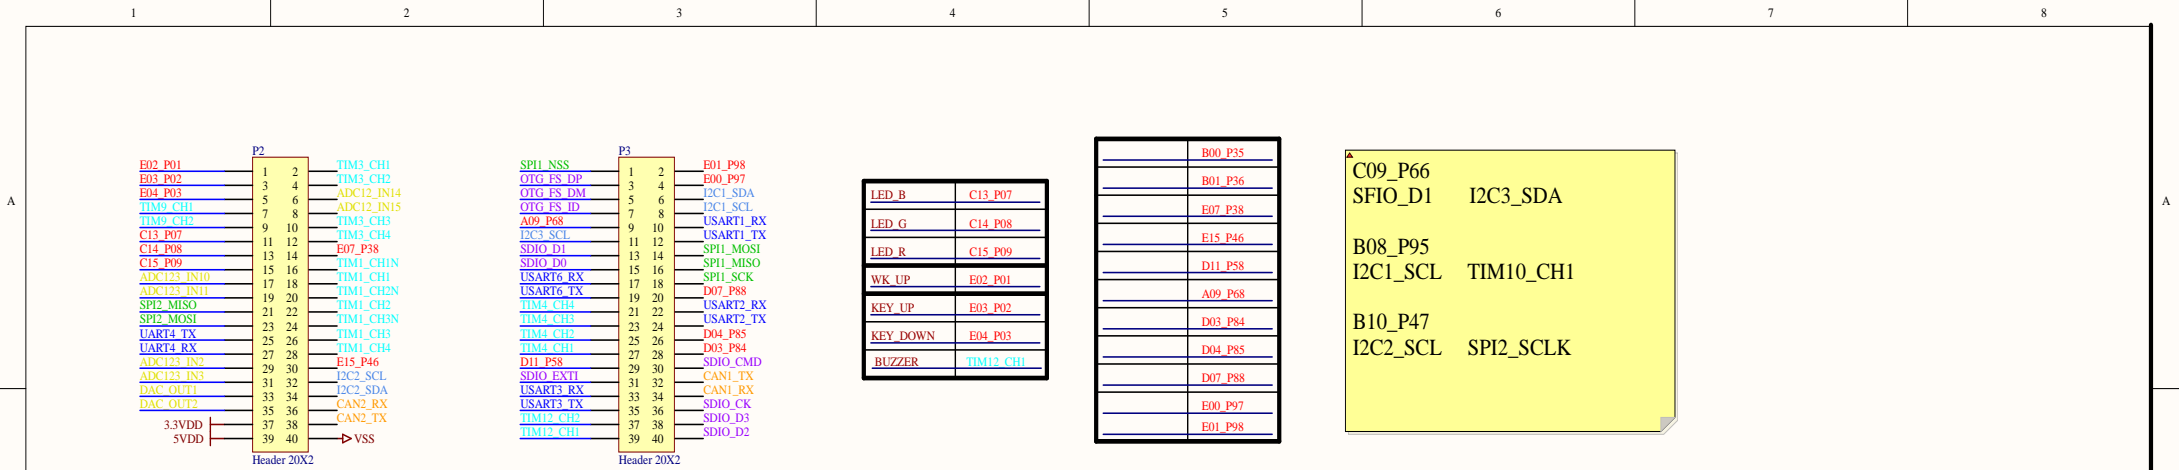 1 2 3 4 5 6 7 8
A A
P2
E02_P01 1 2 TIM3_CH1
E03_P02 3 4 TIM3_CH2
E04_P03 5 6 ADC12_IN14
TIM9_CH1 7 8 ADC12_IN15
TIM9_CH2 9 10 TIM3_CH3
C13_P07 11 12 TIM3_CH4
C14_P08 13 14 E07_P38
C15_P09 15 16 TIM1_CH1N
ADC123_IN10 17 18 TIM1_CH1
ADC123_IN11 19 20 TIM1_CH2N
SPI2_MISO 21 22 TIM1_CH2
SPI2_MOSI 23 24 TIM1_CH3N
UART4_TX 25 26 TIM1_CH3
UART4_RX 27 28 TIM1_CH4
ADC123_IN2 29 30 E15_P46
ADC123_IN3 31 32 I2C2_SCL
DAC_OUT1 33 34 I2C2_SDA
DAC_OUT2 35 36 CAN2_RX
3.3VDD 37 38 CAN2_TX
5VDD 39 40 VSS
Header 20X2
P3
SPI1_NSS 1 2 E01_P98
OTG_FS_DP 3 4 E00_P97
OTG_FS_DM 5 6 I2C1_SDA
OTG_FS_ID 7 8 I2C1_SCL
A09_P68 9 10 USART1_RX
I2C3_SCL 11 12 USART1_TX
SDIO_D1 13 14 SPI1_MOSI
SDIO_D0 15 16 SPI1_MISO
USART6_RX 17 18 SPI1_SCK
USART6_TX 19 20 D07_P88
TIM4_CH4 21 22 USART2_RX
TIM4_CH3 23 24 USART2_TX
TIM4_CH2 25 26 D04_P85
TIM4_CH1 27 28 D03_P84
D11_P58 29 30 SDIO_CMD
SDIO_EXTI 31 32 CAN1_TX
USART3_RX 33 34 CAN1_RX
USART3_TX 35 36 SDIO_CK
TIM12_CH2 37 38 SDIO_D3
TIM12_CH1 39 40 SDIO_D2
Header 20X2
LED_B C13_P07
LED_G C14_P08
LED_R C15_P09
WK_UP E02_P01
KEY_UP E03_P02
KEY_DOWN E04_P03
BUZZER TIM12_CH1
B00_P35
B01_P36
E07_P38
E15_P46
D11_P58
A09_P68
D03_P84
D04_P85
D07_P88
E00_P97
E01_P98
C09_P66
SFIO_D1 I2C3_SDA
B08_P95
I2C1_SCL TIM10_CH1
B10_P47
I2C2_SCL SPI2_SCLK